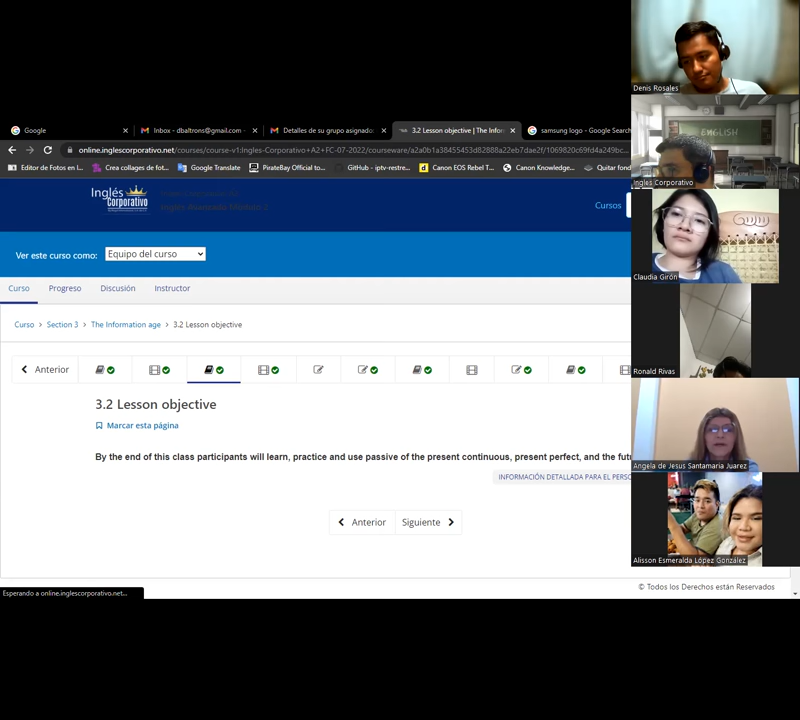 Google
Inbox - dbaltrons@gmail.com -
Detalles de su grupo asignado:
3.2 Lesson objective | The Infor
samsung logo - Google Search
online.inglescorporativo.net/courses/course-v1:Ingles-Corporativo+A2+FC-07-2022/courseware/a2a0b1a38455453d82888a22eb7dae2f/1069820c69fd4a249bc...
Editor de Fotos en l...
Crea collages de fot...
Google Translate
PirateBay Official to...
GitHub - iptv-restre...
Canon EOS Rebel T...
Canon Knowledge...
Quitar fond
Inglés
Corporativo
Cursos
Ver este curso como:
Equipo del curso
Curso
Progreso
Discusión
Instructor
Curso > Section 3 > The Information age > 3.2 Lesson objective
Anterior
3.2 Lesson objective
Marcar esta página
By the end of this class participants will learn, practice and use passive of the present continuous, present perfect, and the futu
INFORMACIÓN DETALLADA PARA EL PERSO
Anterior
Siguiente
© Todos los Derechos están Reservados
Esperando a online.inglescorporativo.net...
Denis Rosales
ENGLISH
Ingles Corporativo
Claudia Girón
Ronald Rivas
Angela de Jesus Santamaria Juarez
Alisson Esmeralda López González